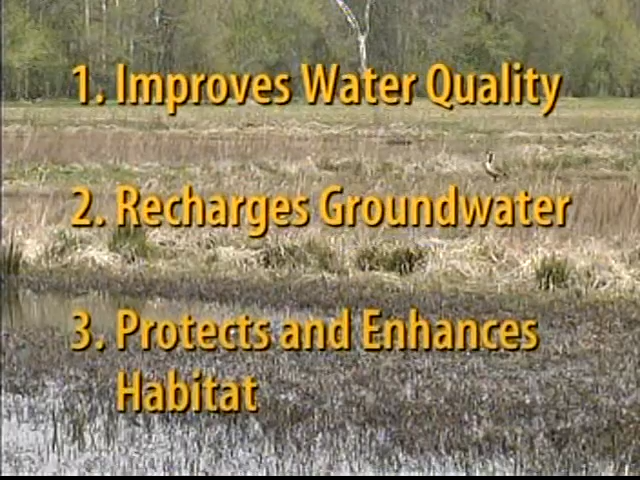 1. Improves Water Quality
2. Recharges Groundwater
3. Protects and Enhances
Habitat